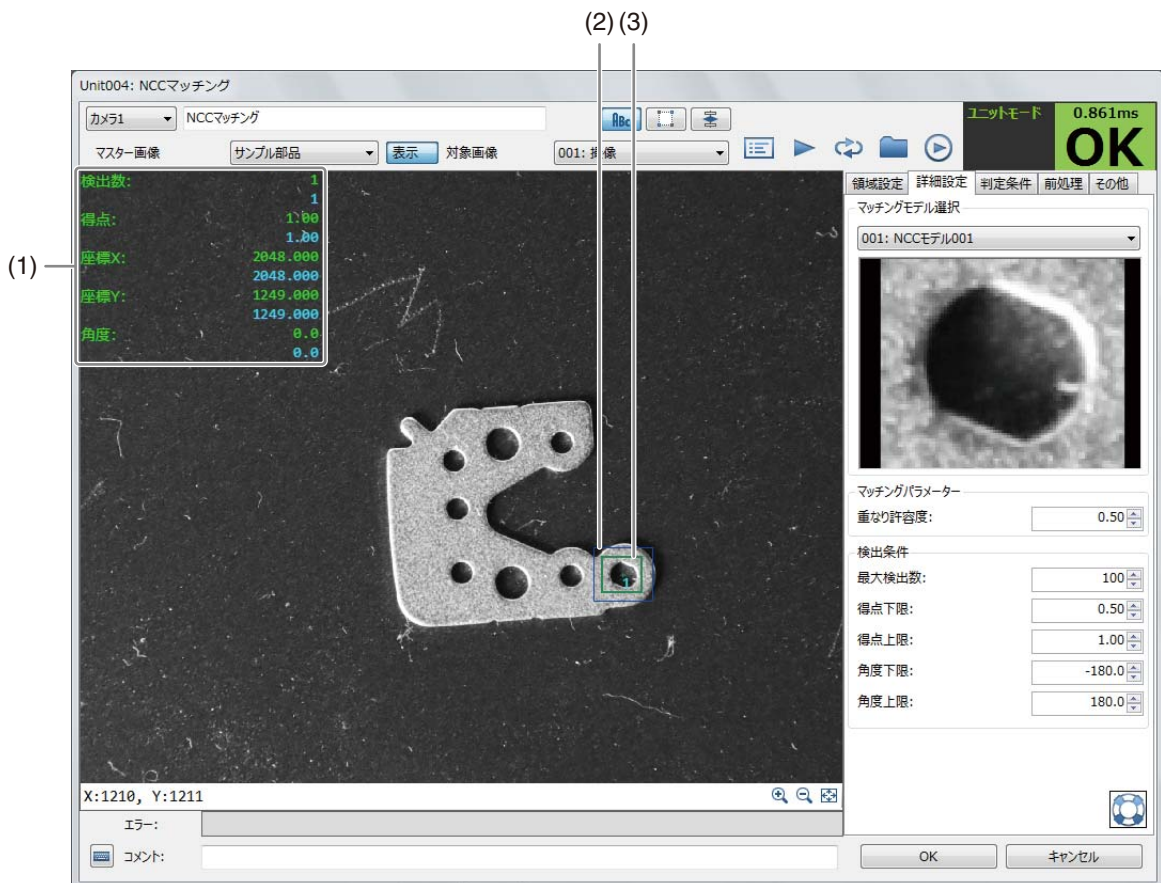 (2) (3)
Unit004: NCCマッチング
カメラ1 NCCマッチング ABC
ユニットモード 0.861ms
OK
マスター画像 サンプル部品 表示 対象画像 001: 撮像
(1)
検出数: 1
1
得点: 1.00
1.00
座標X: 2048.000
2048.000
座標Y: 1249.000
1249.000
角度: 0.0
0.0
1
領域設定 詳細設定 判定条件 前処理 その他
マッチングモデル選択
001: NCCモデル001
マッチングパラメーター
重なり許容度: 0.50
検出条件
最大検出数: 100
得点下限: 0.50
得点上限: 1.00
角度下限: -180.0
角度上限: 180.0
X:1210, Y:1211
エラー:
コメント:
OK キャンセル